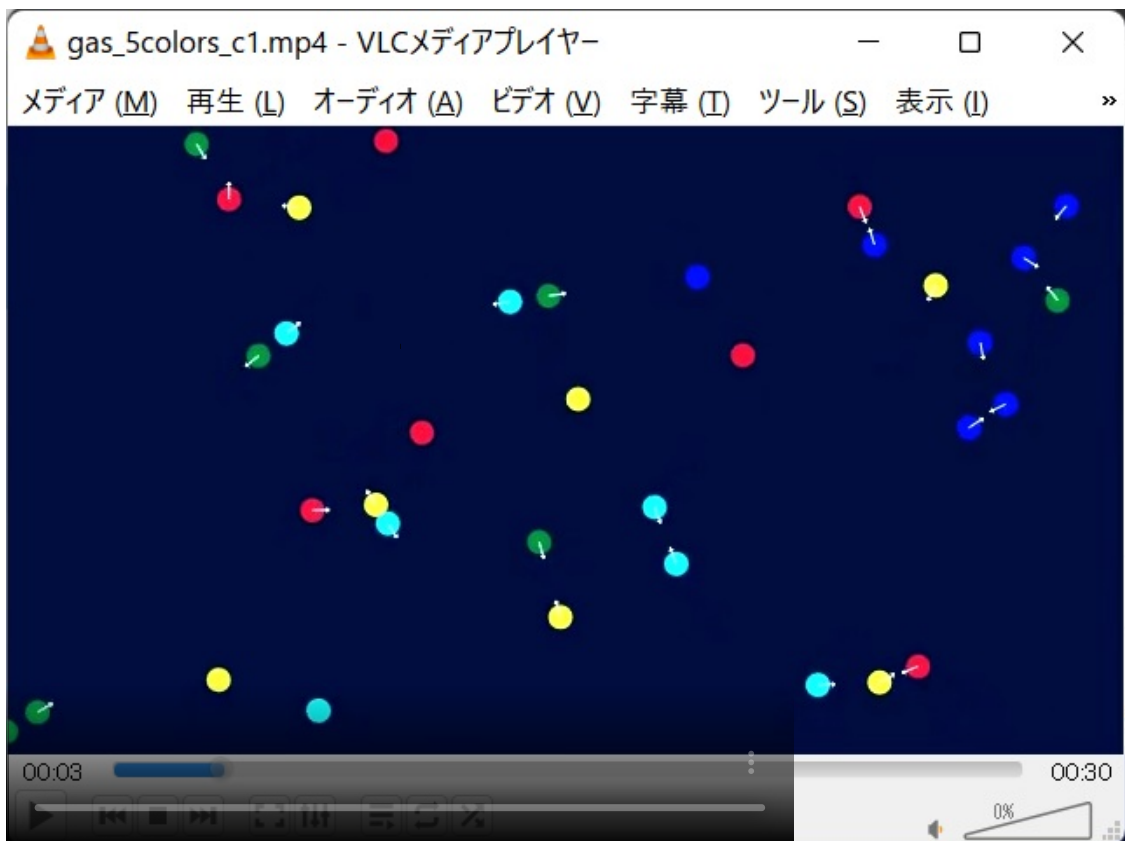 gas_5colors_c1.mp4 - VLCメディアプレイヤー
メディア (M) 再生 (L) オーディオ (A) ビデオ (V) 字幕 (T) ツール (S) 表示 (I) »
00:03 00:30
0%